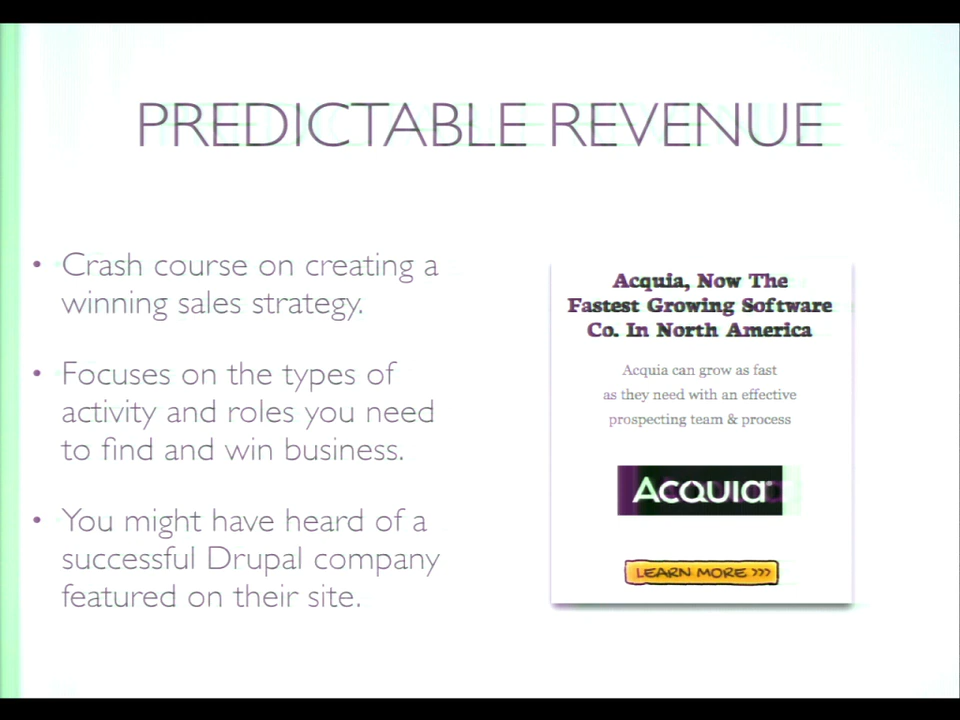 PREDICTABLE REVENUE
• Crash course on creating a
winning sales strategy.
• Focuses on the types of
activity and roles you need
to find and win business.
• You might have heard of a
successful Drupal company
featured on their site.
Acquia, Now The
Fastest Growing Software
Co. In North America
Acquia can grow as fast
as they need with an effective
prospecting team & process
ACQUIA
LEARN MORE >>>